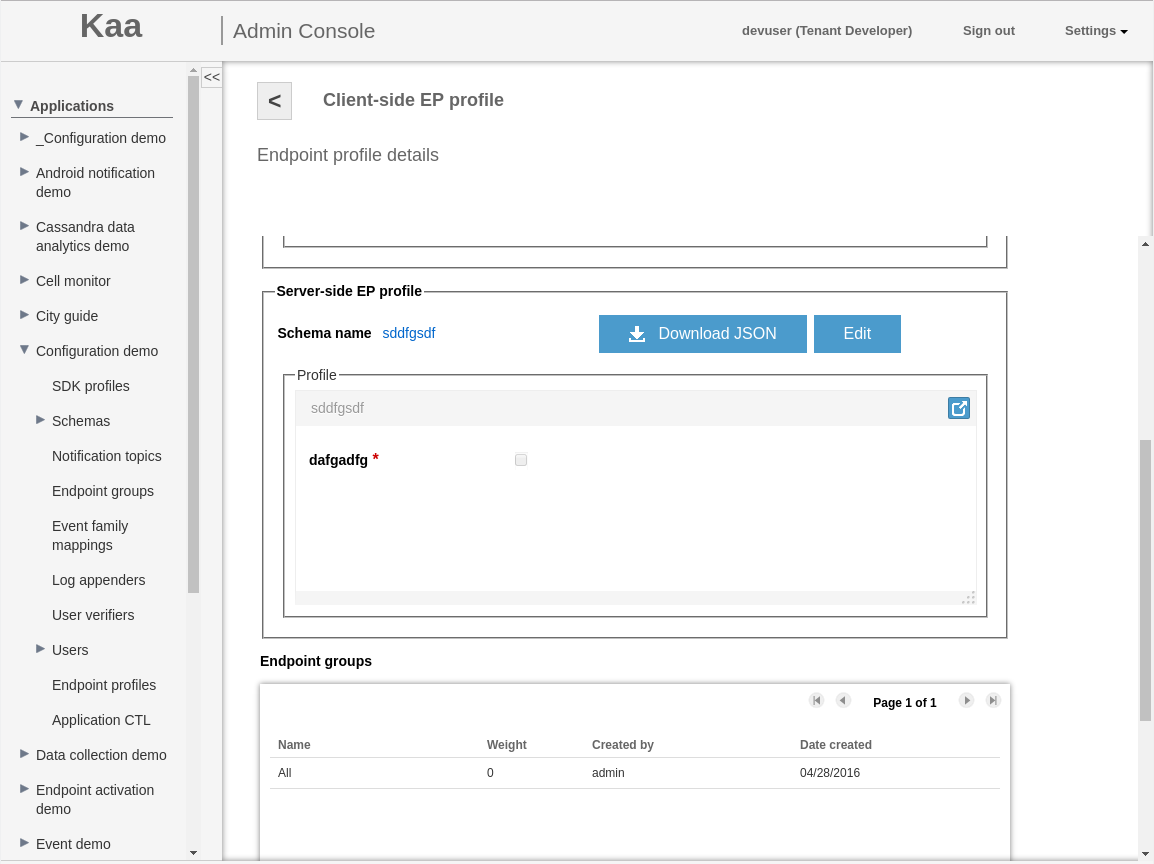 Kaa
Admin Console
devuser (Tenant Developer)
Sign out
Settings
<<
Applications
_Configuration demo
Android notification
demo
Cassandra data
analytics demo
Cell monitor
City guide
Configuration demo
SDK profiles
Schemas
Notification topics
Endpoint groups
Event family
mappings
Log appenders
User verifiers
Users
Endpoint profiles
Application CTL
Data collection demo
Endpoint activation
demo
Event demo
< Client-side EP profile
Endpoint profile details
Server-side EP profile
Schema name sddfgsdf Download JSON Edit
Profile
sddfgsdf
dafgadfg *
Endpoint groups
Page 1 of 1
Name Weight Created by Date created
All 0 admin 04/28/2016